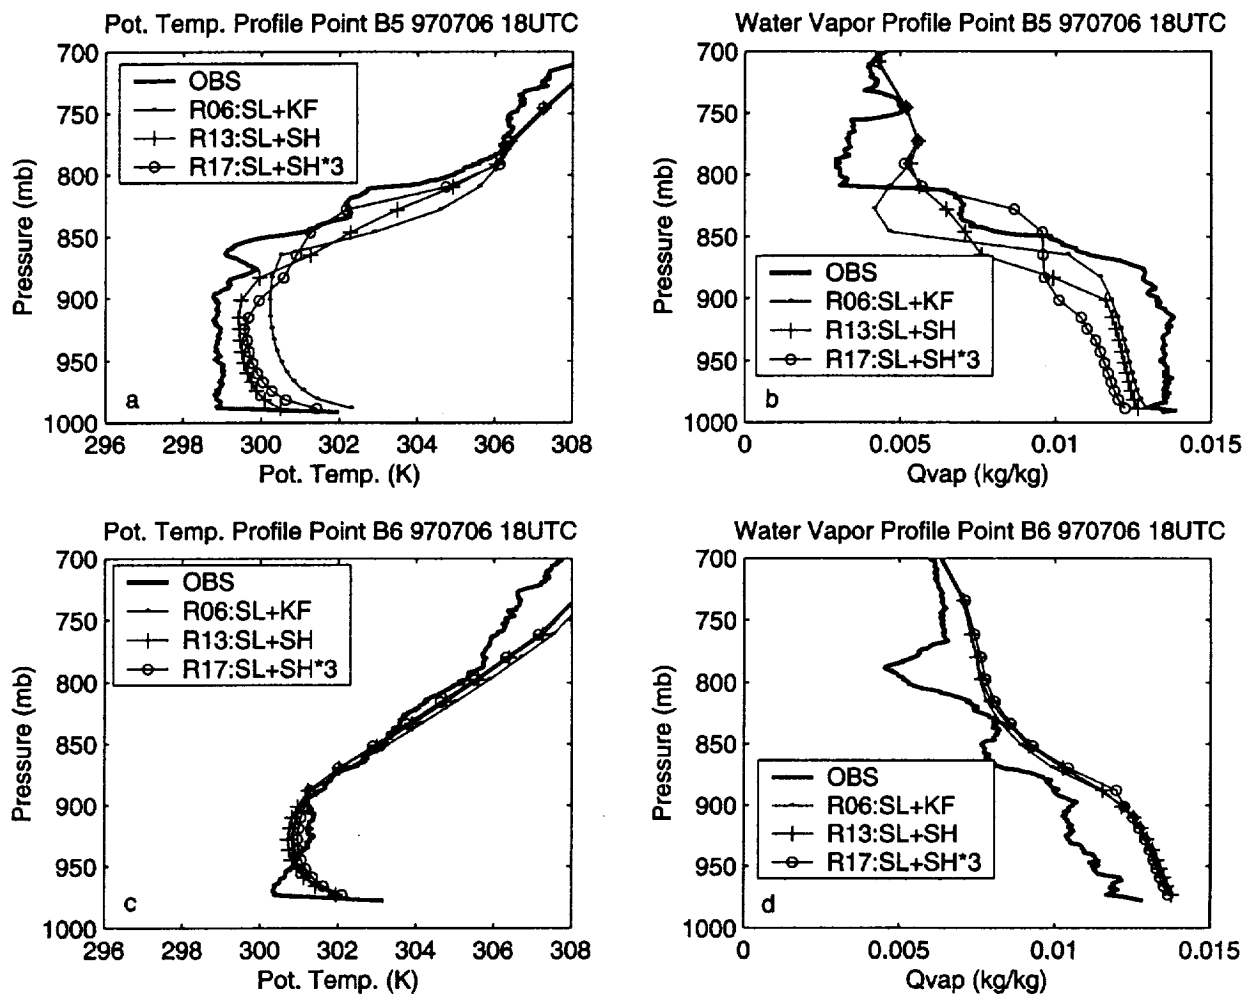 Pot. Temp. Profile Point B5 970706 18UTC
700
750
800
850
900
950
1000
Pressure (mb)
OBS
R06:SL+KF
R13:SL+SH
R17:SL+SH*3
a
296 298 300 302 304 306 308
Pot. Temp. (K)
Water Vapor Profile Point B5 970706 18UTC
700
750
800
850
900
950
1000
Pressure (mb)
OBS
R06:SL+KF
R13:SL+SH
R17:SL+SH*3
b
0 0.005 0.01 0.015
Qvap (kg/kg)
Pot. Temp. Profile Point B6 970706 18UTC
700
750
800
850
900
950
1000
Pressure (mb)
OBS
R06:SL+KF
R13:SL+SH
R17:SL+SH*3
c
296 298 300 302 304 306 308
Pot. Temp. (K)
Water Vapor Profile Point B6 970706 18UTC
700
750
800
850
900
950
1000
Pressure (mb)
OBS
R06:SL+KF
R13:SL+SH
R17:SL+SH*3
d
0 0.005 0.01 0.015
Qvap (kg/kg)